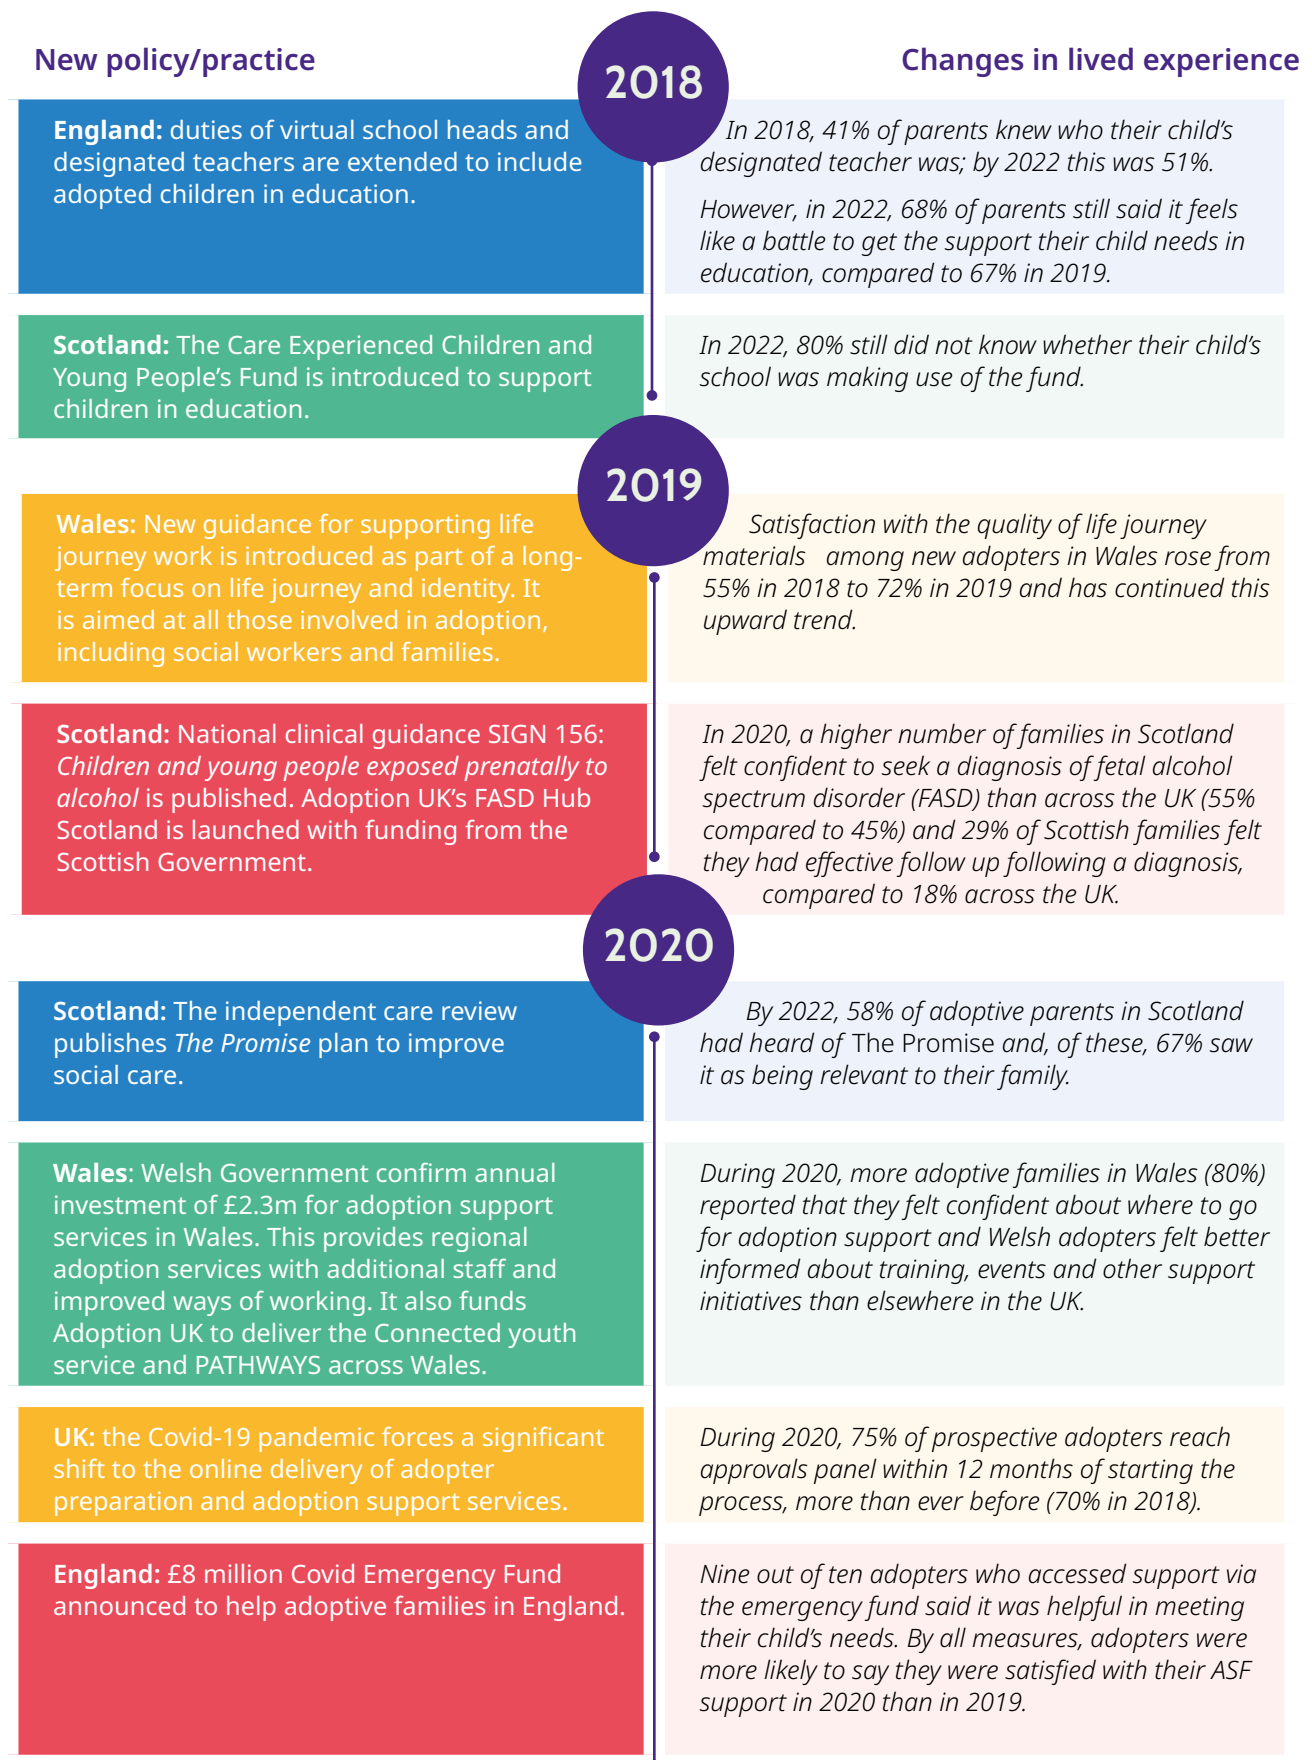 New policy/practice
2018
Changes in lived experience
England: duties of virtual school heads and
designated teachers are extended to include
adopted children in education.
In 2018, 41% of parents knew who their child’s
designated teacher was; by 2022 this was 51%.
However, in 2022, 68% of parents still said it feels
like a battle to get the support their child needs in
education, compared to 67% in 2019.
Scotland: The Care Experienced Children and
Young People’s Fund is introduced to support
children in education.
In 2022, 80% still did not know whether their child’s
school was making use of the fund.
2019
Wales: New guidance for supporting life
journey work is introduced as part of a long-
term focus on life journey and identity. It
is aimed at all those involved in adoption,
including social workers and families.
Satisfaction with the quality of life journey
materials among new adopters in Wales rose from
55% in 2018 to 72% in 2019 and has continued this
upward trend.
Scotland: National clinical guidance SIGN 156:
Children and young people exposed prenatally to
alcohol is published. Adoption UK’s FASD Hub
Scotland is launched with funding from the
Scottish Government.
In 2020, a higher number of families in Scotland
felt confident to seek a diagnosis of fetal alcohol
spectrum disorder (FASD) than across the UK (55%
compared to 45%) and 29% of Scottish families felt
they had effective follow up following a diagnosis,
compared to 18% across the UK.
2020
Scotland: The independent care review
publishes The Promise plan to improve
social care.
By 2022, 58% of adoptive parents in Scotland
had heard of The Promise and, of these, 67% saw
it as being relevant to their family.
Wales: Welsh Government confirm annual
investment of £2.3m for adoption support
services in Wales. This provides regional
adoption services with additional staff and
improved ways of working. It also funds
Adoption UK to deliver the Connected youth
service and PATHWAYS across Wales.
During 2020, more adoptive families in Wales (80%)
reported that they felt confident about where to go
for adoption support and Welsh adopters felt better
informed about training, events and other support
initiatives than elsewhere in the UK.
UK: the Covid-19 pandemic forces a significant
shift to the online delivery of adopter
preparation and adoption support services.
During 2020, 75% of prospective adopters reach
approvals panel within 12 months of starting the
process, more than ever before (70% in 2018).
England: £8 million Covid Emergency Fund
announced to help adoptive families in England.
Nine out of ten adopters who accessed support via
the emergency fund said it was helpful in meeting
their child’s needs. By all measures, adopters were
more likely to say they were satisfied with their ASF
support in 2020 than in 2019.